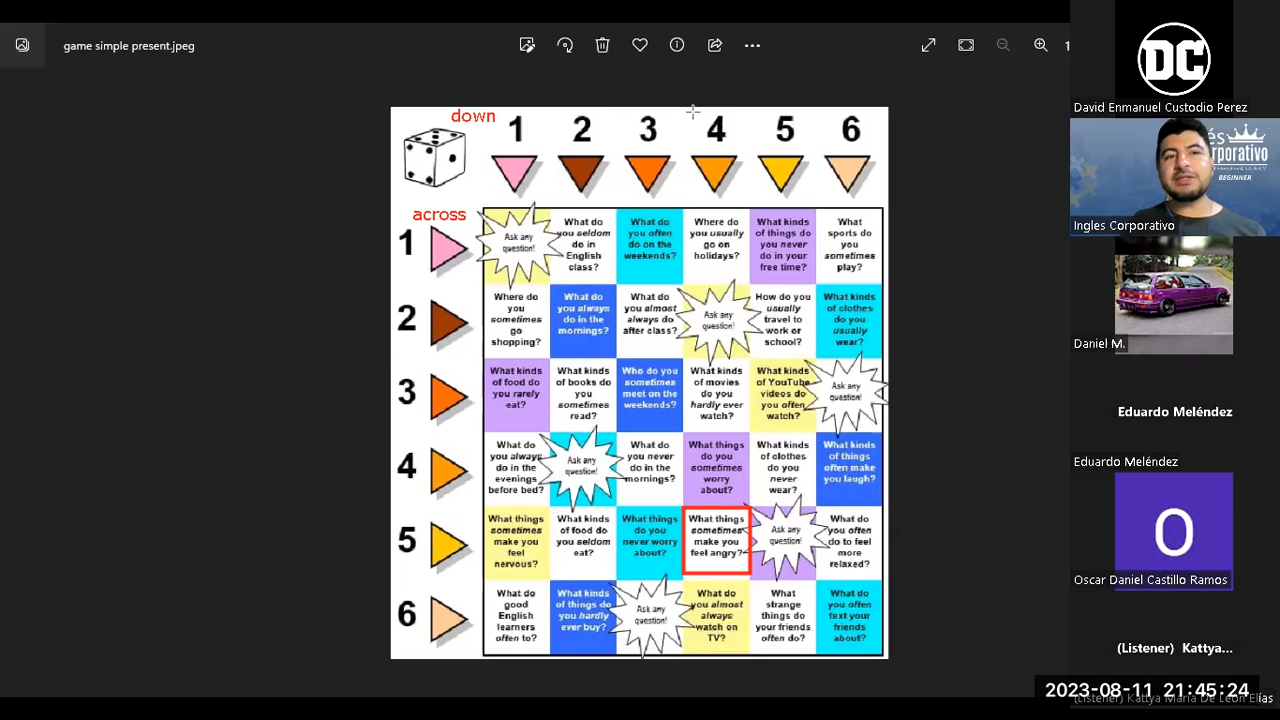 game simple present.jpeg
1
down
1 2 3 4 5 6
across
1
Ask any
question!
What do
you seldom
do in
English
class?
What do
you often
do on the
weekends?
Where do
you usually
go on
holidays?
What kinds
of things do
you never
do in your
free time?
What
sports do
you
sometimes
play?
2
Where do
you
sometimes
go
shopping?
What do
you always
do in the
mornings?
What do
you almost
always do
after class?
Ask any
question!
How do you
usually
travel to
work or
school?
What kinds
of clothes
do you
usually
wear?
3
What kinds
of food do
you rarely
eat?
What kinds
of books do
you
sometimes
read?
Who do you
sometimes
meet on the
weekends?
What kinds
of movies
do you
hardly ever
watch?
What kinds
of YouTube
videos do
you often
watch?
Ask any
question!
4
What do
you always
do in the
evenings
before bed?
Ask any
question!
What do
you never
do in the
mornings?
What things
do you
sometimes
worry
about?
What kinds
of clothes
do you
never
wear?
What kinds
of things
often make
you laugh?
5
What things
sometimes
make you
feel
nervous?
What kinds
of food do
you seldom
eat?
What things
do you
never worry
about?
What things
sometimes
make you
feel angry?
Ask any
question!
What do
you often
do to feel
more
relaxed?
6
What do
good
English
learners
often to?
What kinds
of things do
you hardly
ever buy?
Ask any
question!
What do
you almost
always
watch on
TV?
What
strange
things do
your friends
often do?
What do
you often
text your
friends
about?
DC
David Enmanuel Custodio Perez
és
orporativo
BEGINNER
Ingles Corporativo
Daniel M.
Eduardo Meléndez
Eduardo Meléndez
O
Oscar Daniel Castillo Ramos
(Listener) Kattya...
2023-08-11 21:45:24
(Listener) Kattya María De León Elías